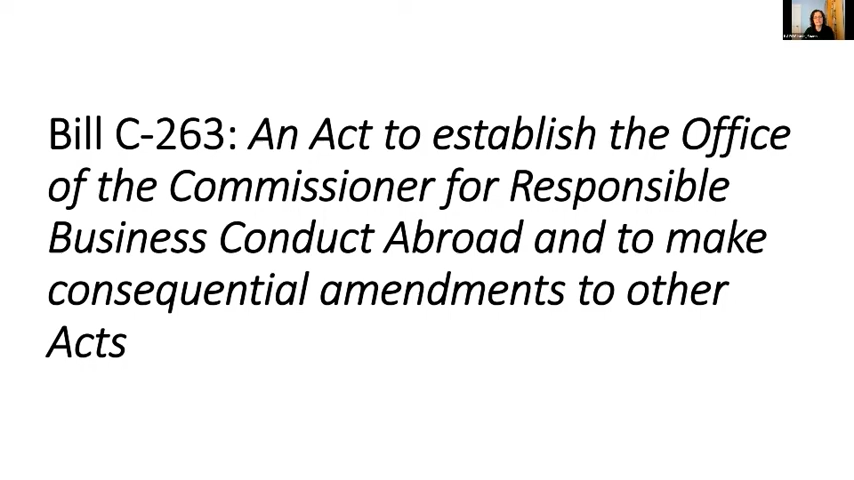 Bill C-263: An Act to establish the Office
of the Commissioner for Responsible
Business Conduct Abroad and to make
consequential amendments to other
Acts